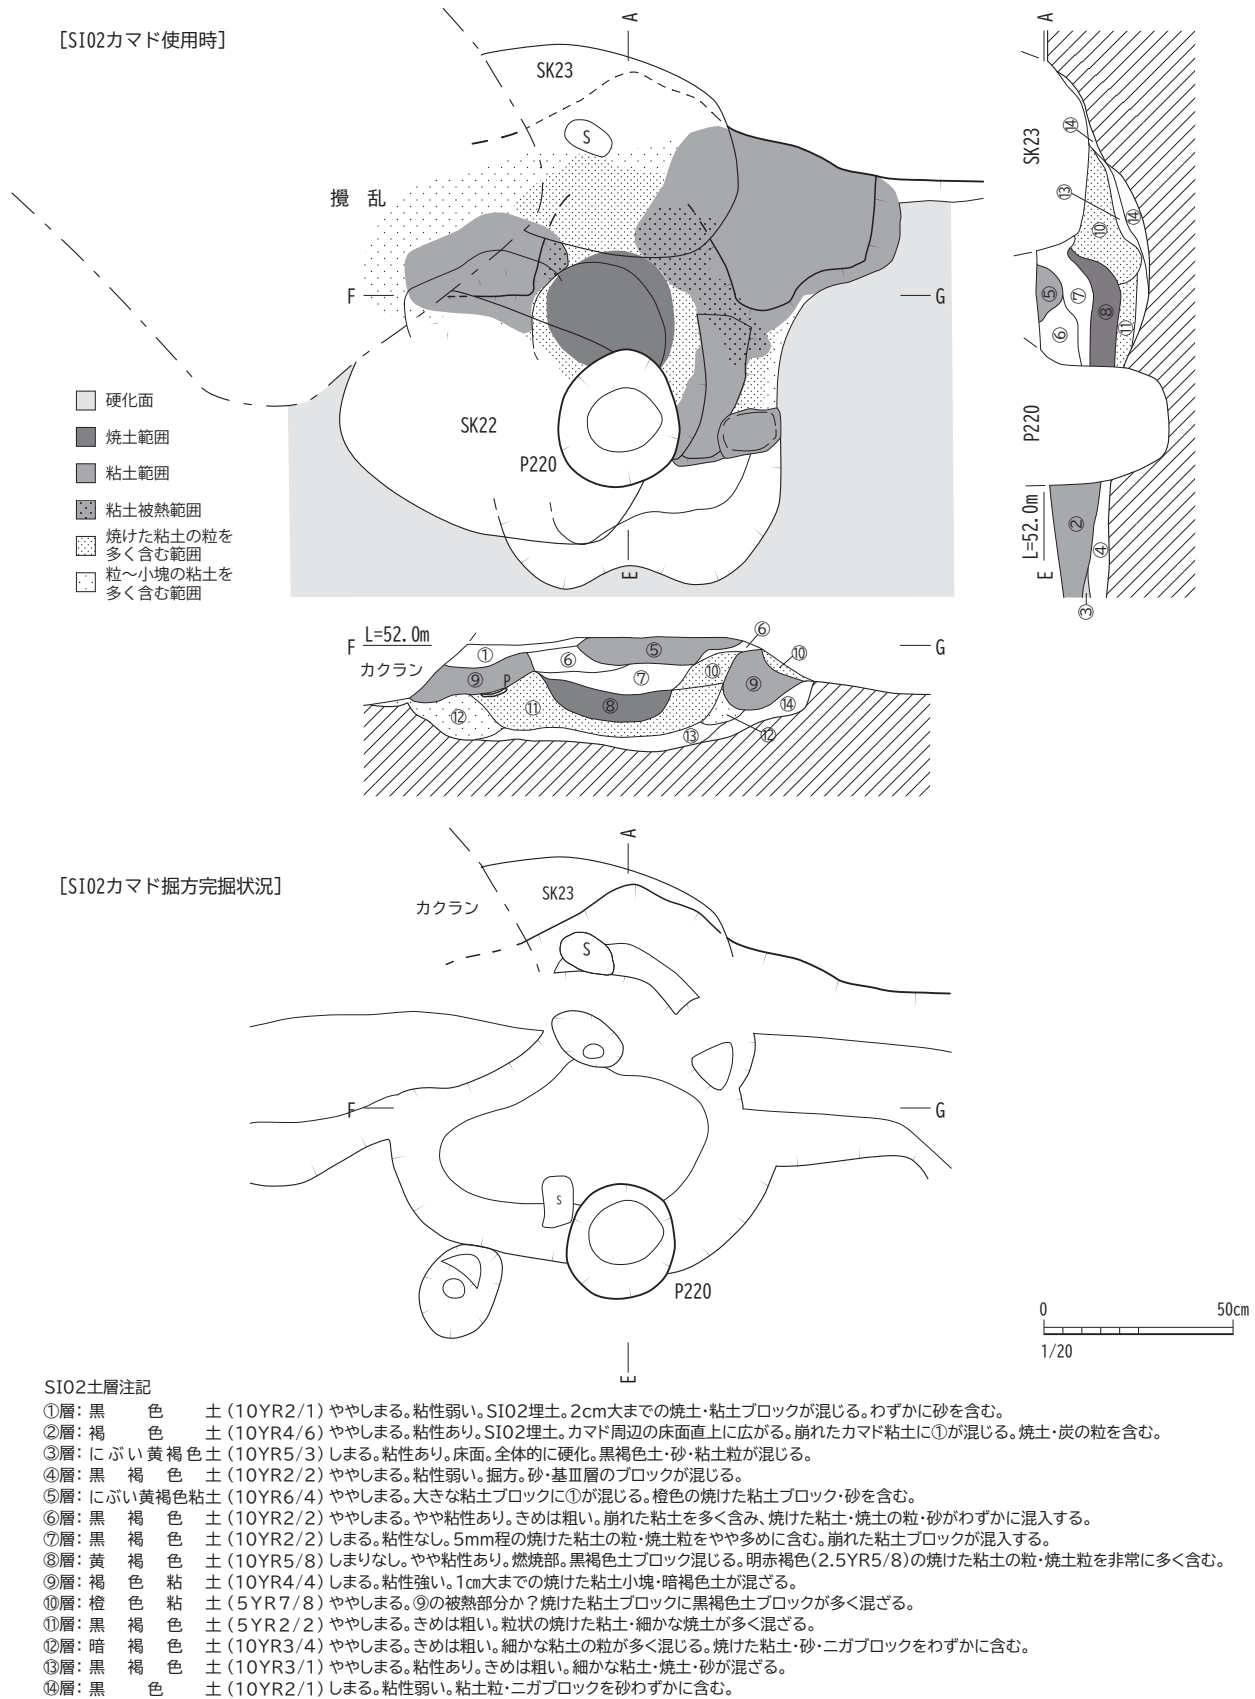 [SI02カマド使用時]
A
A
SK23
S
SK23
⑭
⑬
⑭
⑩
攪 乱
F
G
⑤
⑦
⑧
⑥
⑪
硬化面
焼土範囲
粘土範囲
粘土被熱範囲
焼けた粘土の粒を
多く含む範囲
粒～小塊の粘土を
多く含む範囲
SK22
P220
P220
L=52.0m
②
④
E
E
③
F
L=52.0m
カクラン
①
⑥
⑤
⑥
⑩
G
⑨
P
⑦
⑩
⑨
⑫
⑪
⑧
⑭
⑬
⑫
A
[SI02カマド掘方完掘状況]
SK23
カクラン
S
F
G
S
P220
0
50cm
1/20
E
SI02土層注記
①層：黒色土(10YR2/1)ややしまる。粘性弱い。SI02埋土。2cm大までの焼土・粘土ブロックが混じる。わずかに砂を含む。
②層：褐色土(10YR4/6)ややしまる。粘性あり。SI02埋土。カマド周辺の床面直上に広がる。崩れたカマド粘土に①が混じる。焼土・炭の粒を含む。
③層：にぶい黄褐色土(10YR5/3)しまる。粘性あり。床面。全体的に硬化。黒褐色土・砂・粘土粒が混じる。
④層：黒褐色土(10YR2/2)ややしまる。粘性弱い。掘方。砂・基Ⅲ層のブロックが混じる。
⑤層：にぶい黄褐色粘土(10YR6/4)ややしまる。大きな粘土ブロックに①が混じる。橙色の焼けた粘土ブロック・砂を含む。
⑥層：黒褐色土(10YR2/2)ややしまる。やや粘性あり。きめは粗い。崩れた粘土を多く含み、焼けた粘土・焼土の粒・砂がわずかに混入する。
⑦層：黒褐色土(10YR2/2)しまる。粘性なし。5mm程の焼けた粘土の粒・焼土粒をやや多めに含む。崩れた粘土ブロックが混入する。
⑧層：黄褐色土(10YR5/8)しまりなし。やや粘性あり。燃焼部。黒褐色土ブロック混じる。明赤褐色(2.5YR5/8)の焼けた粘土の粒・焼土粒を非常に多く含む。
⑨層：褐色粘土(10YR4/4)しまる。粘性強い。1㎝大までの焼けた粘土小塊・暗褐色土が混ざる。
⑩層：橙色粘土(5YR7/8)ややしまる。⑨の被熱部分か？焼けた粘土ブロックに黒褐色土ブロックが多く混ざる。
⑪層：黒褐色土(5YR2/2)ややしまる。きめは粗い。粒状の焼けた粘土・細かな焼土が多く混ざる。
⑫層：暗褐色土(10YR3/4)ややしまる。きめは粗い。細かな粘土の粒が多く混じる。焼けた粘土・砂・ニガブロックをわずかに含む。
⑬層：黒褐色土(10YR3/1)ややしまる。粘性あり。きめは粗い。細かな粘土・焼土・砂が混ざる。
⑭層：黒色土(10YR2/1)しまる。粘性弱い。粘土粒・ニガブロックを砂わずかに含む。